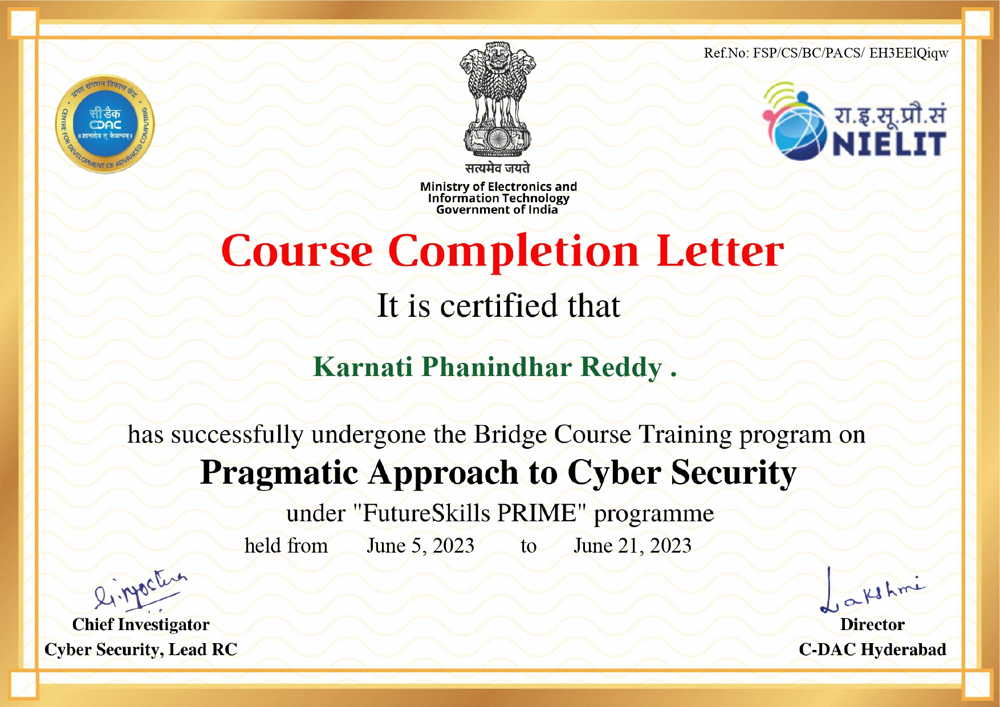 Ref.No: FSP/CS/BC/PACS/ EH3EElQiqw
प्रगत संगणन विकास केंद्र
सी डैक
CDAC
॥ ज्ञानादेव तु कैवल्यम् ॥
CENTRE FOR DEVELOPMENT OF ADVANCED COMPUTING
सत्यमेव जयते
Ministry of Electronics and
Information Technology
Government of India
रा.इ.सू.प्रौ.सं
NIELIT
Course Completion Letter
It is certified that
Karnati Phanindhar Reddy .
has successfully undergone the Bridge Course Training program on
Pragmatic Approach to Cyber Security
under "FutureSkills PRIME" programme
held from June 5, 2023 to June 21, 2023
Lakshmi
Chief Investigator
Cyber Security, Lead RC
Director
C-DAC Hyderabad